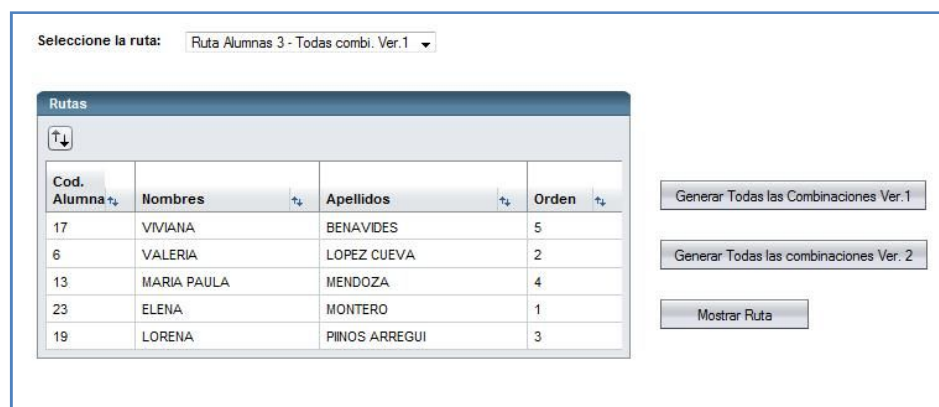 Seleccione la ruta: Ruta Alumnas 3 - Todas combi. Ver.1
Rutas
Cod.
Alumna Nombres Apellidos Orden
17 VIVIANA BENAVIDES 5
6 VALERIA LOPEZ CUEVA 2
13 MARIA PAULA MENDOZA 4
23 ELENA MONTERO 1
19 LORENA PIINOS ARREGUI 3
Generar Todas las Combinaciones Ver.1
Generar Todas las combinaciones Ver. 2
Mostrar Ruta